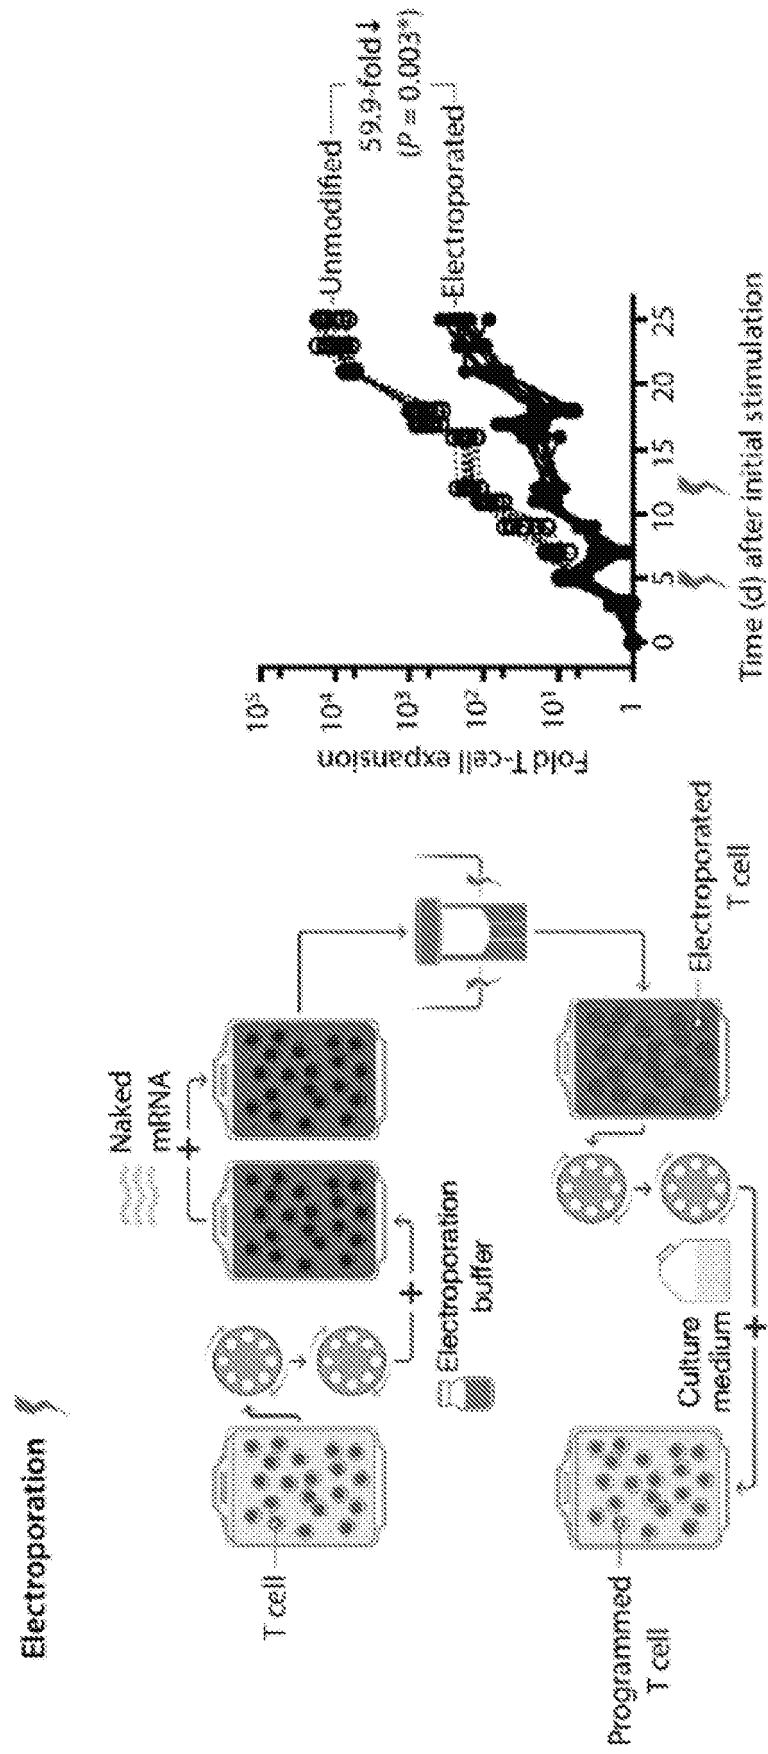 Electroporation
T cell
Naked
mRNA
Electroporation
buffer
Programmed
T cell
Culture
medium
Electroporated
T cell
Fold T-cell expansion
10⁵
10⁴
10³
10²
10¹
1
0
5
10
15
20
25
Time (d) after initial stimulation
Unmodified
59.9-fold↓
(P = 0.003*)
Electroporated